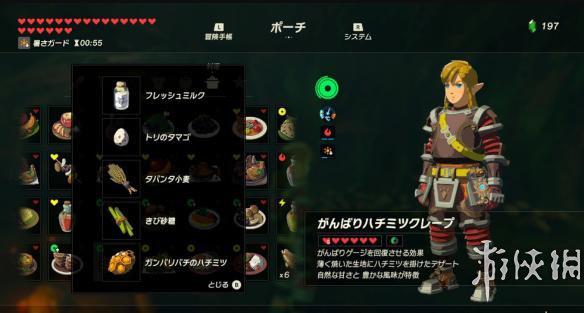 L
冒険手帳
ポーチ
R
システム
197
暑さガード 00:55
フレッシュミルク
トリのタマゴ
タバンタ小麦
きび砂糖
ガンバリバチのハチミツ
とじる B
×6
がんばりハチミツクレープ
がんばりゲージを回復させる効果
薄く焼いた生地にハチミツを掛けたデザート
自然な甘さと 豊かな風味が特徴
游侠网